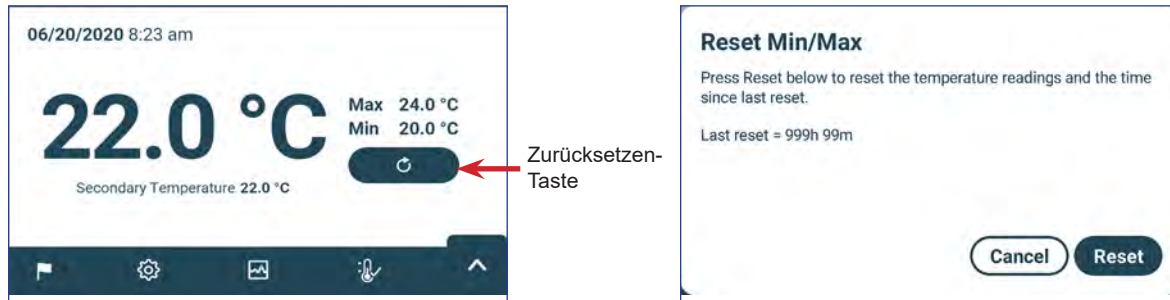 06/20/2020 8:23 am
22.0 °C
Max 24.0 °C
Min 20.0 °C
Secondary Temperature 22.0 °C
Zurücksetzen-
Taste
Reset Min/Max
Press Reset below to reset the temperature readings and the time
since last reset.
Last reset = 999h 99m
Cancel Reset